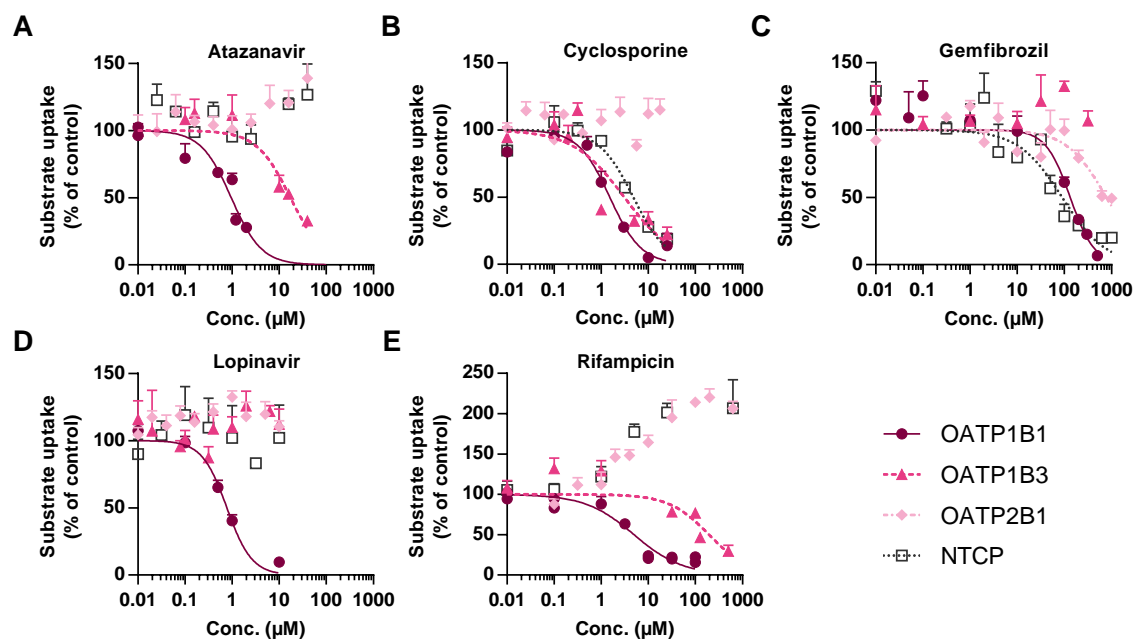 A
Atazanavir
Substrate uptake
(% of control)
150
100
50
0
0.01 0.1 1 10 100 1000
Conc. (µM)
B
Cyclosporine
Substrate uptake
(% of control)
150
100
50
0
0.01 0.1 1 10 100 1000
Conc. (µM)
C
Gemfibrozil
Substrate uptake
(% of control)
150
100
50
0
0.01 0.1 1 10 100 1000
Conc. (µM)
D
Lopinavir
Substrate uptake
(% of control)
150
100
50
0
0.01 0.1 1 10 100 1000
Conc. (µM)
E
Rifampicin
Substrate uptake
(% of control)
250
200
150
100
50
0
0.01 0.1 1 10 100 1000
Conc. (µM)
OATP1B1
OATP1B3
OATP2B1
NTCP